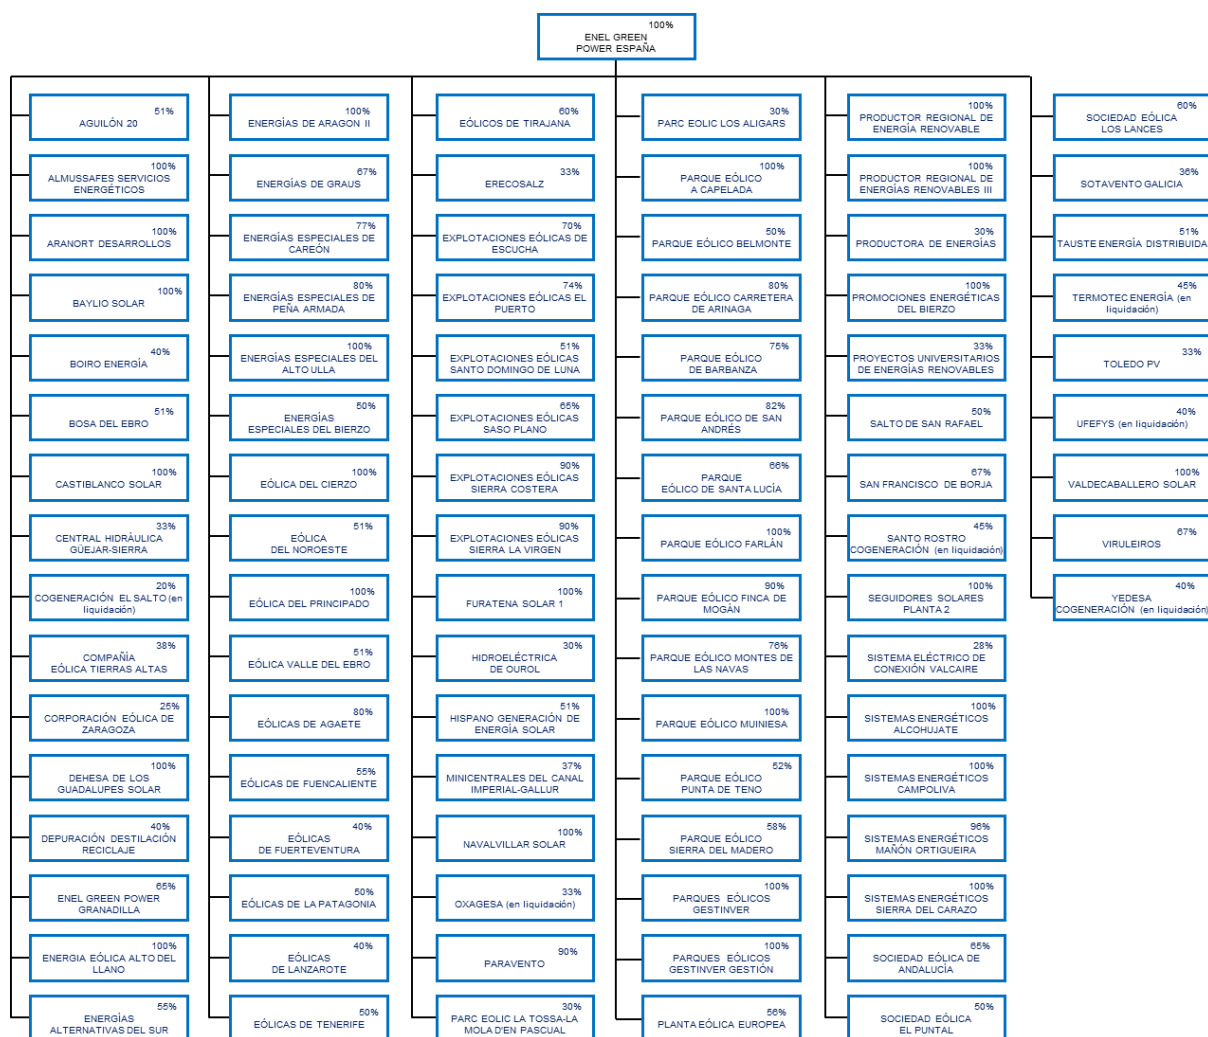 100%
ENEL GREEN
POWER ESPAÑA
51%
AGUILÓN 20
100%
ALMUSSAFES SERVICIOS
ENERGÉTICOS
100%
ARANORT DESARROLLOS
100%
BAYLIO SOLAR
40%
BOIRO ENERGÍA
51%
BOSA DEL EBRO
100%
CASTIBLANCO SOLAR
33%
CENTRAL HIDRÁULICA
GÜEJAR-SIERRA
20%
COGENERACIÓN EL SALTO (en
liquidación)
38%
COMPAÑÍA
EÓLICA TIERRAS ALTAS
25%
CORPORACIÓN EÓLICA DE
ZARAGOZA
100%
DEHESA DE LOS
GUADALUPES SOLAR
40%
DEPURACIÓN DESTILACIÓN
RECICLAJE
65%
ENEL GREEN POWER
GRANADILLA
100%
ENERGIA EÓLICA ALTO DEL
LLANO
55%
ENERGÍAS
ALTERNATIVAS DEL SUR
100%
ENERGÍAS DE ARAGON II
67%
ENERGÍAS DE GRAUS
77%
ENERGÍAS ESPECIALES DE
CAREÓN
80%
ENERGÍAS ESPECIALES DE
PEÑA ARMADA
100%
ENERGÍAS ESPECIALES DEL
ALTO ULLA
50%
ENERGÍAS
ESPECIALES DEL BIERZO
100%
EÓLICA DEL CIERZO
51%
EÓLICA
DEL NOROESTE
100%
EÓLICA DEL PRINCIPADO
51%
EÓLICA VALLE DEL EBRO
80%
EÓLICAS DE AGAETE
55%
EÓLICAS DE FUENCALIENTE
40%
EÓLICAS
DE FUERTEVENTURA
50%
EÓLICAS DE LA PATAGONIA
40%
EÓLICAS
DE LANZAROTE
50%
EÓLICAS DE TENERIFE
60%
EÓLICOS DE TIRAJANA
33%
ERECOSALZ
70%
EXPLOTACIONES EÓLICAS DE
ESCUCHA
74%
EXPLOTACIONES EÓLICAS EL
PUERTO
51%
EXPLOTACIONES EÓLICAS
SANTO DOMINGO DE LUNA
65%
EXPLOTACIONES EÓLICAS
SASO PLANO
90%
EXPLOTACIONES EÓLICAS
SIERRA COSTERA
90%
EXPLOTACIONES EÓLICAS
SIERRA LA VIRGEN
100%
FURATENA SOLAR 1
30%
HIDROELÉCTRICA
DE OUROL
51%
HISPANO GENERACIÓN DE
ENERGÍA SOLAR
37%
MINICENTRALES DEL CANAL
IMPERIAL-GALLUR
100%
NAVALVILLAR SOLAR
33%
OXAGESA (en liquidación)
90%
PARAVENTO
30%
PARC EOLIC LA TOSSA-LA
MOLA D'EN PASCUAL
30%
PARC EOLIC LOS ALIGARS
100%
PARQUE EÓLICO
A CAPELADA
50%
PARQUE EÓLICO BELMONTE
80%
PARQUE EÓLICO CARRETERA
DE ARINAGA
75%
PARQUE EÓLICO
DE BARBANZA
82%
PARQUE EÓLICO DE SAN
ANDRÉS
66%
PARQUE
EÓLICO DE SANTA LUCÍA
100%
PARQUE EÓLICO FARLÁN
90%
PARQUE EÓLICO FINCA DE
MOGÁN
76%
PARQUE EÓLICO MONTES DE
LAS NAVAS
100%
PARQUE EÓLICO MUINIESA
52%
PARQUE EÓLICO
PUNTA DE TENO
58%
PARQUE EÓLICO
SIERRA DEL MADERO
100%
PARQUES EÓLICOS
GESTINVER
100%
PARQUES EÓLICOS
GESTINVER GESTIÓN
56%
PLANTA EÓLICA EUROPEA
100%
PRODUCTOR REGIONAL DE
ENERGÍA RENOVABLE
100%
PRODUCTOR REGIONAL DE
ENERGÍAS RENOVABLES III
30%
PRODUCTORA DE ENERGÍAS
100%
PROMOCIONES ENERGÉTICAS
DEL BIERZO
33%
PROYECTOS UNIVERSITARIOS
DE ENERGÍAS RENOVABLES
50%
SALTO DE SAN RAFAEL
67%
SAN FRANCISCO DE BORJA
45%
SANTO ROSTRO
COGENERACIÓN (en liquidación)
100%
SEGUIDORES SOLARES
PLANTA 2
28%
SISTEMA ELÉCTRICO DE
CONEXIÓN VALCAIRE
100%
SISTEMAS ENERGÉTICOS
ALCOHUJATE
100%
SISTEMAS ENERGÉTICOS
CAMPOLIVA
96%
SISTEMAS ENERGÉTICOS
MAÑÓN ORTIGUEIRA
100%
SISTEMAS ENERGÉTICOS
SIERRA DEL CARAZO
65%
SOCIEDAD EÓLICA DE
ANDALUCÍA
50%
SOCIEDAD EÓLICA
EL PUNTAL
60%
SOCIEDAD EÓLICA
LOS LANCES
36%
SOTAVENTO GALICIA
51%
TAUSTE ENERGÍA DISTRIBUIDA
45%
TERMOTEC ENERGÍA (en
liquidación)
33%
TOLEDO PV
40%
UFEFYS (en liquidación)
100%
VALDECABALLERO SOLAR
67%
VIRULEIROS
40%
YEDESA
COGENERACIÓN (en liquidación)